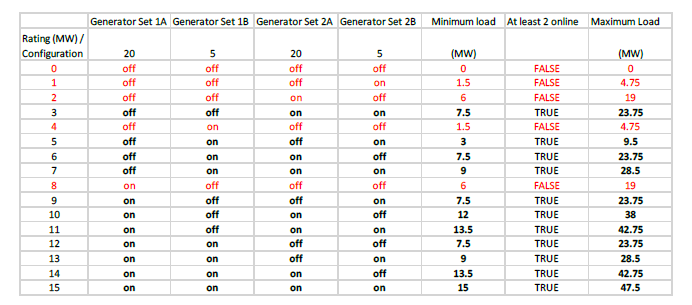 Generator Set 1A Generator Set 1B Generator Set 2A Generator Set 2B Minimum load At least 2 online Maximum Load
Rating (MW) /
Configuration 20 5 20 5 (MW) (MW)
0 off off off off 0 FALSE 0
1 off off off on 1.5 FALSE 4.75
2 off off on off 6 FALSE 19
3 off off on on 7.5 TRUE 23.75
4 off on off off 1.5 FALSE 4.75
5 off on off on 3 TRUE 9.5
6 off on on off 7.5 TRUE 23.75
7 off on on on 9 TRUE 28.5
8 on off off off 6 FALSE 19
9 on off off on 7.5 TRUE 23.75
10 on off on off 12 TRUE 38
11 on off on on 13.5 TRUE 42.75
12 on on off off 7.5 TRUE 23.75
13 on on off on 9 TRUE 28.5
14 on on on off 13.5 TRUE 42.75
15 on on on on 15 TRUE 47.5